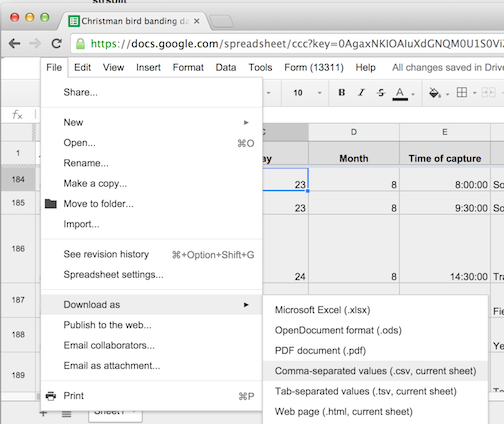 Christman bird banding da
https://docs.google.com/spreadsheet/ccc?key=0AgaxNKIOAIuXdGNQM0U1S0Vi
File Edit View Insert Format Data Tools Form (13311) Help All changes saved in Drive
Share...
10 B I S A
New
fx
Open... ⌘O
ay Month Time of capture
1
Rename...
184 23 8 8:00:00 So
Make a copy...
185 23 8 9:30:00 So
Move to folder...
Import...
186
See revision history ⌘+Option+Shift+G
Spreadsheet settings...
24 8 14:30:00 Tra
187
Download as
Fie
Microsoft Excel (.xlsx)
Publish to the web...
OpenDocument format (.ods)
188
Email collaborators...
Ye
PDF document (.pdf)
Email as attachment...
Comma-separated values (.csv, current sheet)
189
Tab-separated values (.tsv, current sheet)
Print ⌘P
Web page (.html, current sheet)
Sheet1
D
E